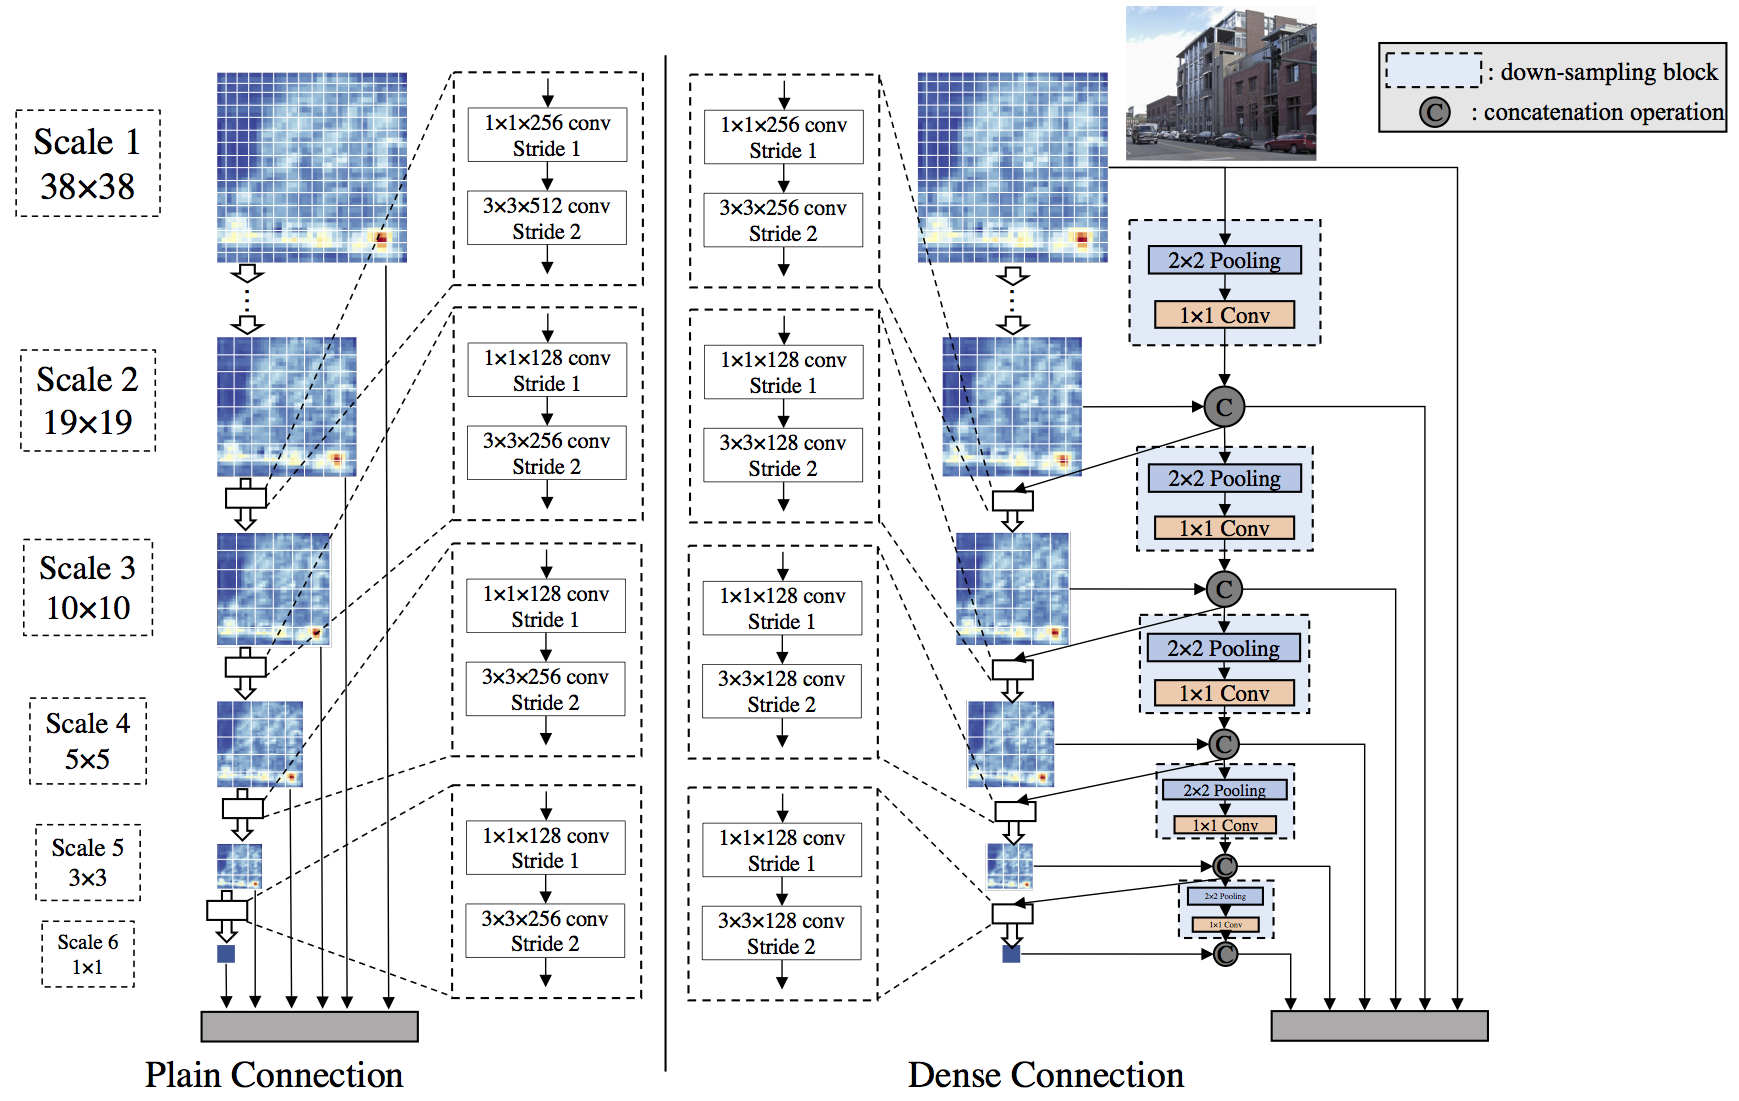 Scale 1
38×38
Scale 2
19×19
Scale 3
10×10
Scale 4
5×5
Scale 5
3×3
Scale 6
1×1
1×1×256 conv
Stride 1
3×3×512 conv
Stride 2
1×1×128 conv
Stride 1
3×3×256 conv
Stride 2
1×1×128 conv
Stride 1
3×3×256 conv
Stride 2
1×1×128 conv
Stride 1
3×3×256 conv
Stride 2
Plain Connection
1×1×256 conv
Stride 1
3×3×256 conv
Stride 2
1×1×128 conv
Stride 1
3×3×128 conv
Stride 2
1×1×128 conv
Stride 1
3×3×128 conv
Stride 2
1×1×128 conv
Stride 1
3×3×128 conv
Stride 2
2×2 Pooling
1×1 Conv
C
2×2 Pooling
1×1 Conv
C
2×2 Pooling
1×1 Conv
C
2×2 Pooling
1×1 Conv
C
2×2 Pooling
1×1 Conv
C
: down-sampling block
C : concatenation operation
Dense Connection